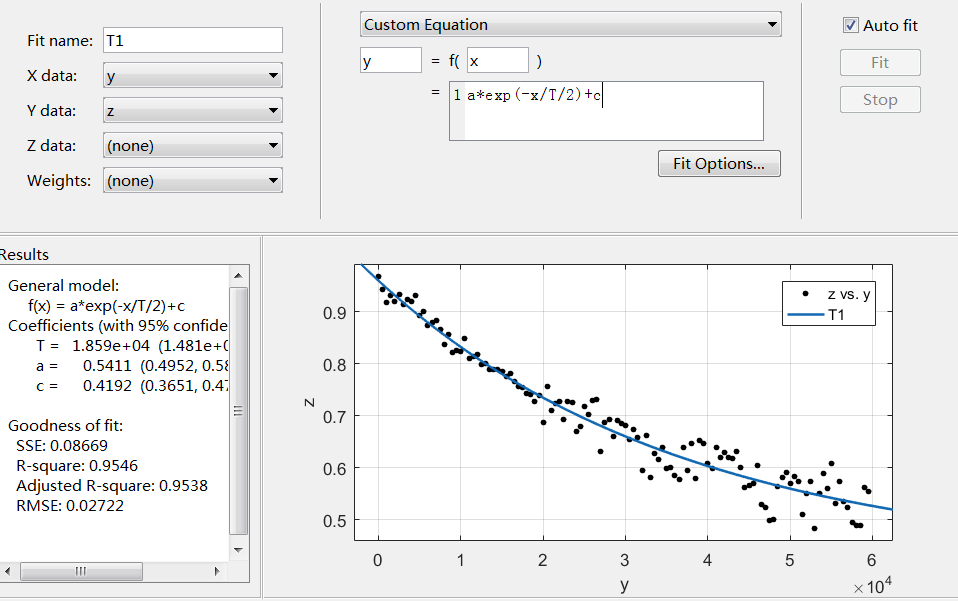 Fit name: T1
X data: y
Y data: z
Z data: (none)
Weights: (none)
Custom Equation
y = f( x )
= 1 a*exp(-x/T/2)+c
Fit Options...
Auto fit
Fit
Stop
Results
General model:
f(x) = a*exp(-x/T/2)+c
Coefficients (with 95% confide
T = 1.859e+04 (1.481e+0
a = 0.5411 (0.4952, 0.58
c = 0.4192 (0.3651, 0.47
Goodness of fit:
SSE: 0.08669
R-square: 0.9546
Adjusted R-square: 0.9538
RMSE: 0.02722
z vs. y
T1
0.9
0.8
0.7
0.6
0.5
z
0 1 2 3 4 5 6
y
×10^4